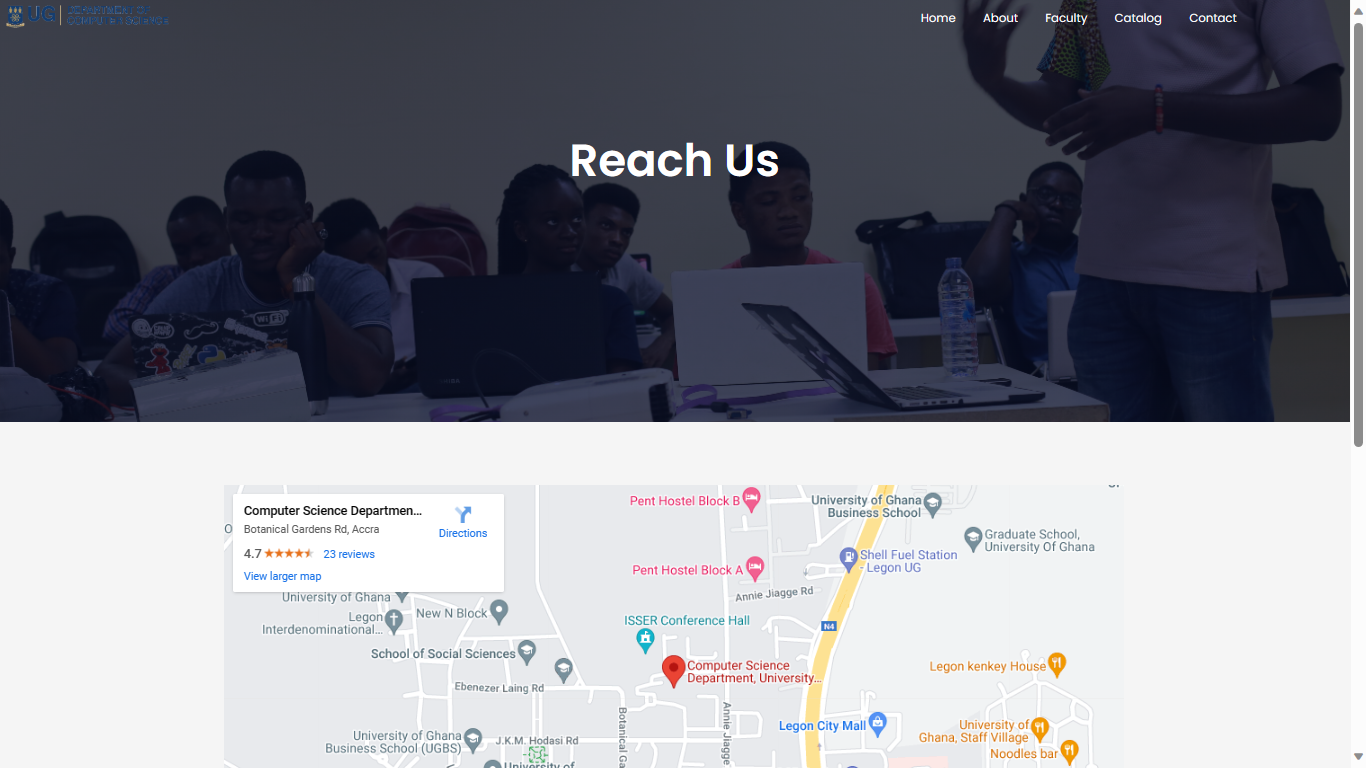 UG
DEPARTMENT OF
COMPUTER SCIENCE
Home
About
Faculty
Catalog
Contact
Reach Us
Computer Science Departmen...
Botanical Gardens Rd, Accra
4.7
23 reviews
View larger map
Directions
Pent Hostel Block B
University of Ghana
Business School
Graduate School,
University Of Ghana
Shell Fuel Station
- Legon UG
Pent Hostel Block A
Annie Jiagge Rd
University of Ghana
New N Block
Legon
Interdenominational...
ISSER Conference Hall
N4
School of Social Sciences
Computer Science
Department, University...
Legon kenkey House
Ebenezer Laing Rd
Botanical Ga
Annie Jiagge
Legon City Mall
University of
Ghana, Staff Village
Noodles bar
University of Ghana
Business School (UGBS)
J.K.M. Hodasi Rd
University of